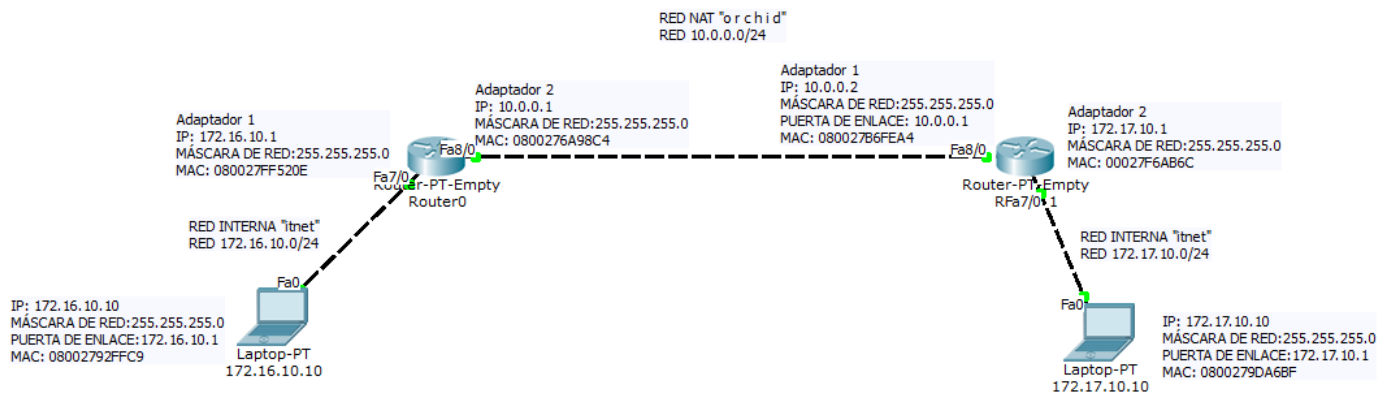 RED NAT "o r c h i d"
RED 10.0.0.0/24
Adaptador 1
IP: 172.16.10.1
MÁSCARA DE RED:255.255.255.0
MAC: 080027FF520E
Adaptador 2
IP: 10.0.0.1
MÁSCARA DE RED:255.255.255.0
MAC: 0800276A98C4
Adaptador 1
IP: 10.0.0.2
MÁSCARA DE RED:255.255.255.0
PUERTA DE ENLACE: 10.0.0.1
MAC: 080027B6FEA4
Adaptador 2
IP: 172.17.10.1
MÁSCARA DE RED:255.255.255.0
MAC: 00027F6AB6C
Fa8/0
Fa7/0
Router-PT-Empty
Router0
Fa8/0
Router-PT-Empty
RFa7/0 1
RED INTERNA "itnet"
RED 172.16.10.0/24
RED INTERNA "itnet"
RED 172.17.10.0/24
Fa0
IP: 172.16.10.10
MÁSCARA DE RED:255.255.255.0
PUERTA DE ENLACE:172.16.10.1
MAC: 08002792FFC9
Laptop-PT
172.16.10.10
Fa0
Laptop-PT
172.17.10.10
IP: 172.17.10.10
MÁSCARA DE RED:255.255.255.0
PUERTA DE ENLACE:172.17.10.1
MAC: 0800279DA6BF